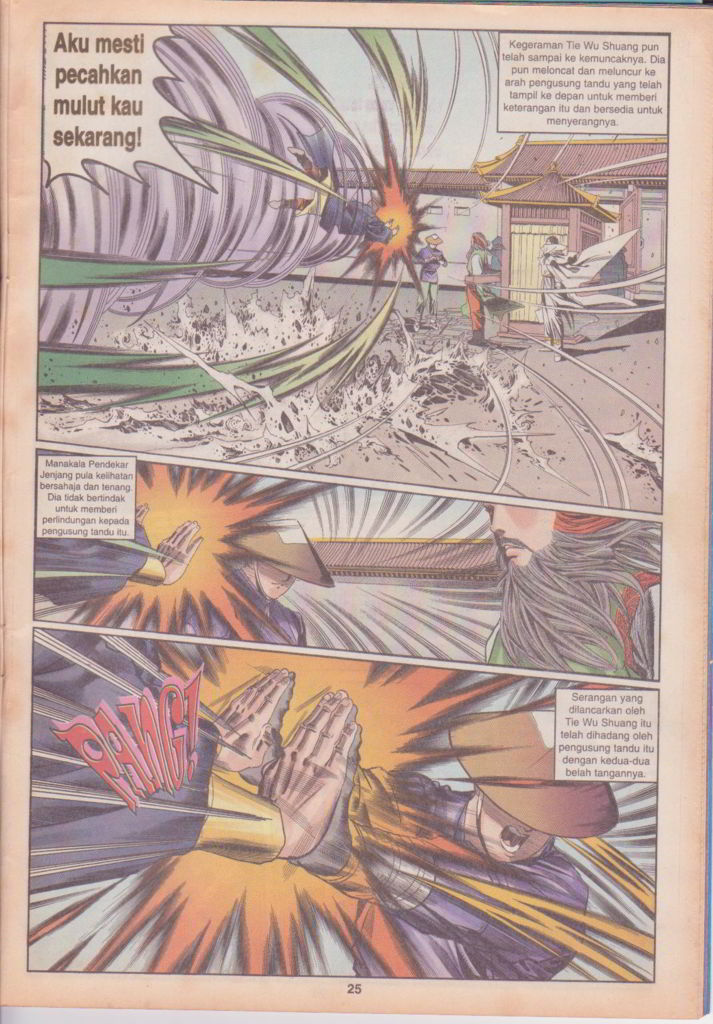 Aku mesti
pecahkan
mulut kau
sekarang!
Kegeraman Tie Wu Shuang pun
telah sampai ke kemuncaknya. Dia
pun meloncat dan meluncur ke
arah pengusung tandu yang telah
tampil ke depan untuk memberi
keterangan itu dan bersedia untuk
menyerangnya.
Manakala Pendekar
Jenjang pula kelihatan
bersahaja dan tenang.
Dia tidak bertindak
untuk memberi
perlindungan kepada
pengusung tandu itu.
PANG!
Serangan yang
dilancarkan oleh
Tie Wu Shuang itu
telah dihadang oleh
pengusung tandu itu
dengan kedua-dua
belah tangannya.
25